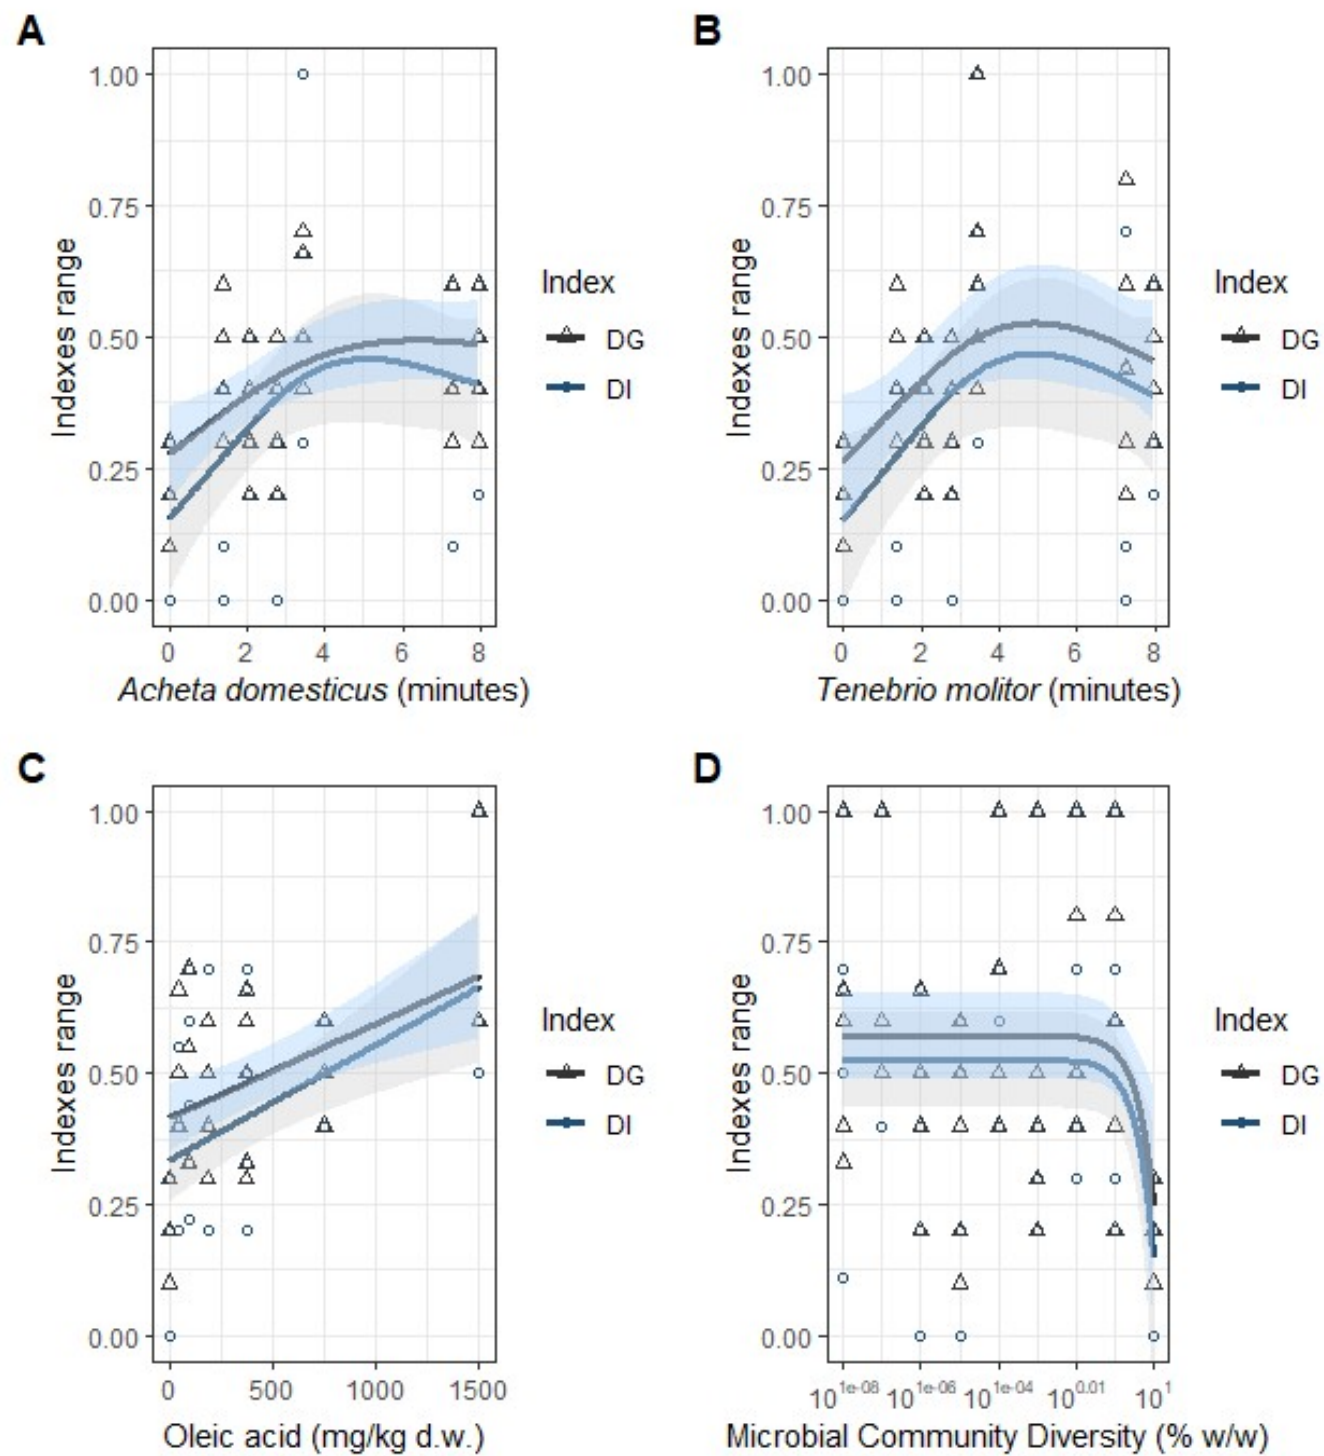 A
1.00
0.75
0.50
0.25
0.00
Indexes range
0 2 4 6 8
Acheta domesticus (minutes)
Index
DG
DI
B
1.00
0.75
0.50
0.25
0.00
Indexes range
0 2 4 6 8
Tenebrio molitor (minutes)
Index
DG
DI
C
1.00
0.75
0.50
0.25
0.00
Indexes range
0 500 1000 1500
Oleic acid (mg/kg d.w.)
Index
DG
DI
D
1.00
0.75
0.50
0.25
0.00
Indexes range
10^1e-08 10^1e-06 10^1e-04 10^0.01 10^1
Microbial Community Diversity (% w/w)
Index
DG
DI